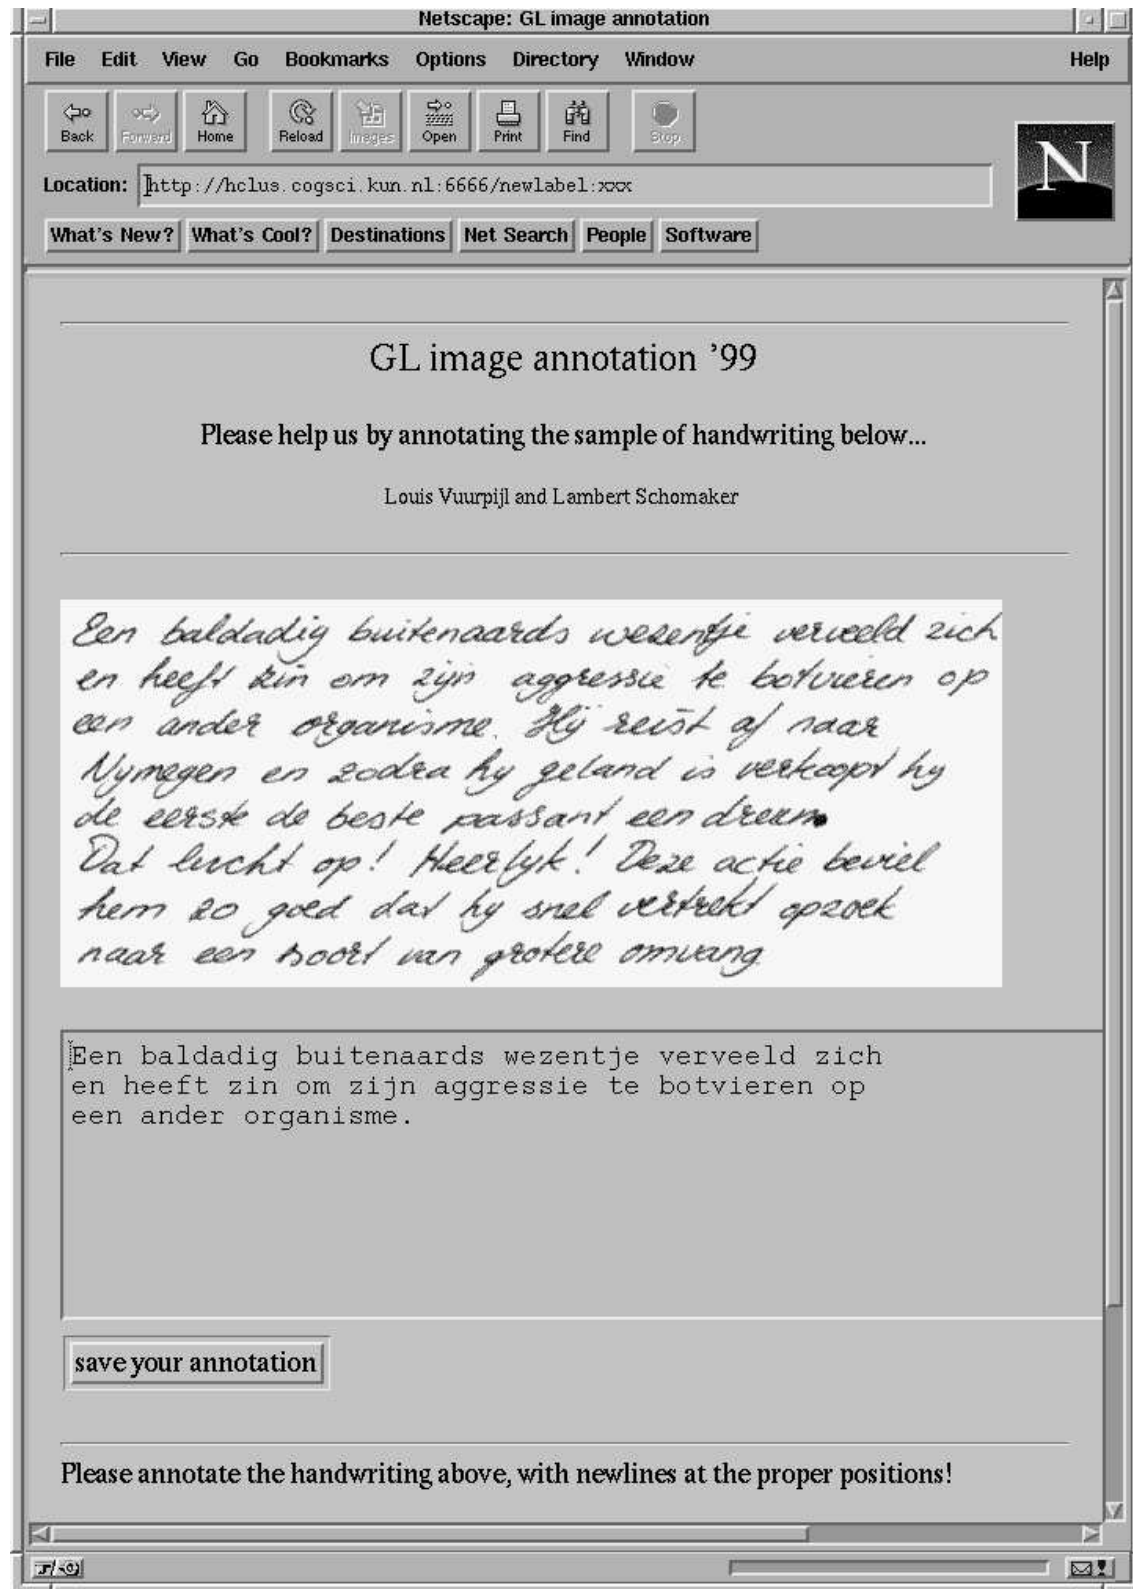 Netscape: GL image annotation
File Edit View Go Bookmarks Options Directory Window Help
Back Forward Home Reload Images Open Print Find Stop
N
Location: http://hclus.cogsci.kun.nl:6666/newlabel:xxx
What's New? What's Cool? Destinations Net Search People Software
GL image annotation '99
Please help us by annotating the sample of handwriting below...
Louis Vuurpijl and Lambert Schomaker
Een baldadig buitenaards wezentje verveeld zich
en heeft zin om zijn aggressie te botvieren op
een ander organisme. Hij reist af naar
Nymegen en zodra hy geland is verkoopt hy
de eerste de beste passant een dreun
Dat lucht op! Heerlyk! Deze actie beviel
hem zo goed dat hy snel vertrekt opzoek
naar een soort van grotere omvang
Een baldadig buitenaards wezentje verveeld zich
en heeft zin om zijn aggressie te botvieren op
een ander organisme.
save your annotation
Please annotate the handwriting above, with newlines at the proper positions!